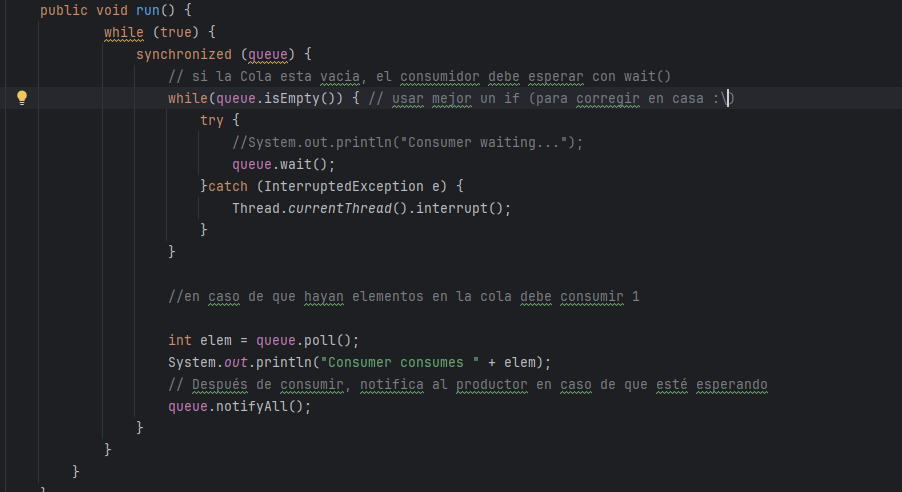 public void run() {
while (true) {
synchronized (queue) {
// si la Cola esta vacia, el consumidor debe esperar con wait()
while(queue.isEmpty()) { // usar mejor un if (para corregir en casa :\)
try {
//System.out.println("Consumer waiting...");
queue.wait();
}catch (InterruptedException e) {
Thread.currentThread().interrupt();
}
}
//en caso de que hayan elementos en la cola debe consumir 1
int elem = queue.poll();
System.out.println("Consumer consumes " + elem);
// Después de consumir, notifica al productor en caso de que esté esperando
queue.notifyAll();
}
}
}
}